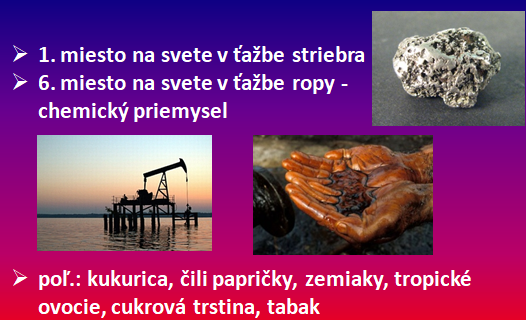 ➢ 1. miesto na svete v ťažbe striebra
➢ 6. miesto na svete v ťažbe ropy -
chemický priemysel
➢ poľ.: kukurica, čili papričky, zemiaky, tropické
ovocie, cukrová trstina, tabak